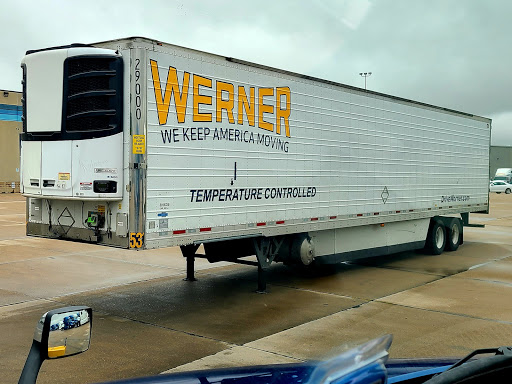 29000
WERNER
WE KEEP AMERICA MOVING
TEMPERATURE CONTROLLED
53